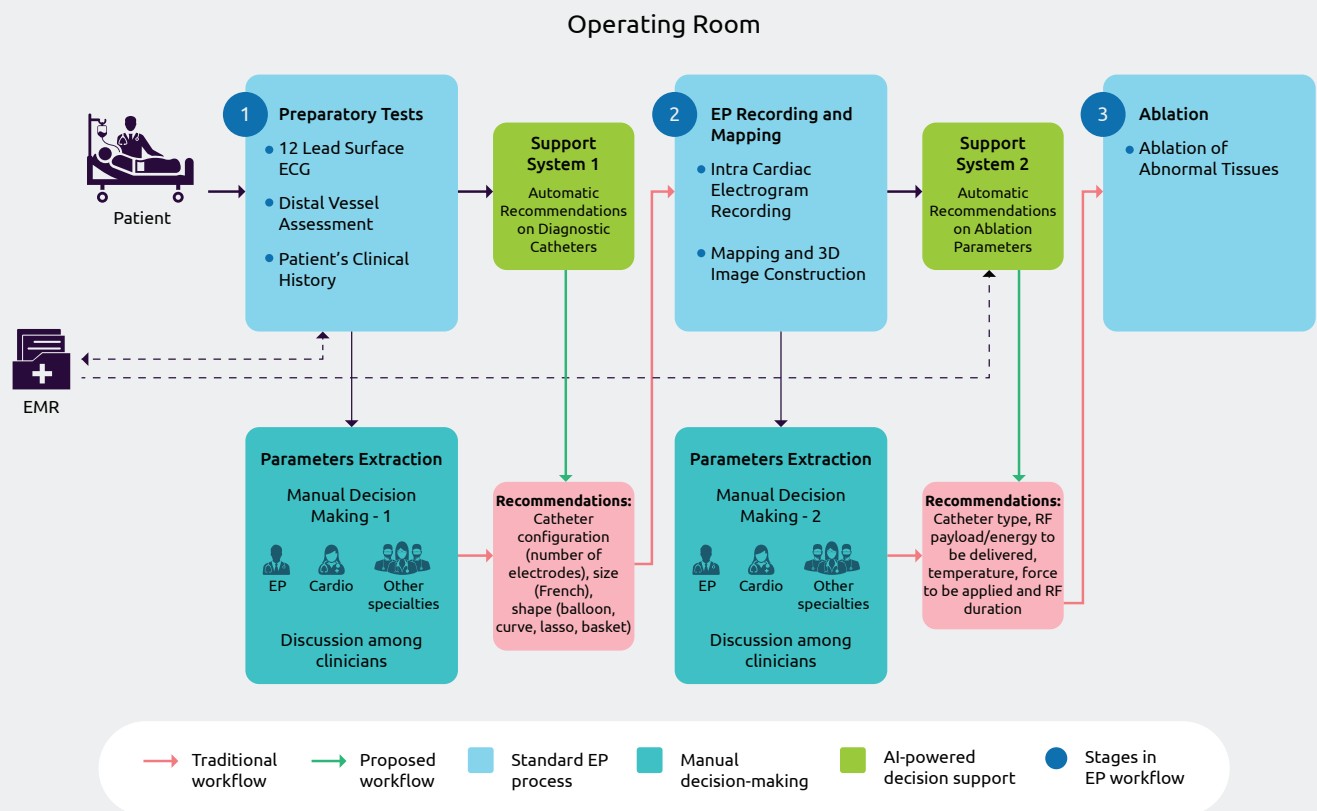 Operating Room
Patient
EMR
1
Preparatory Tests
12 Lead Surface
ECG
Distal Vessel
Assessment
Patient's Clinical
History
Support
System 1
Automatic
Recommendations
on Diagnostic
Catheters
2
EP Recording and
Mapping
Intra Cardiac
Electrogram
Recording
Mapping and 3D
Image Construction
Support
System 2
Automatic
Recommendations
on Ablation
Parameters
3
Ablation
Ablation of
Abnormal Tissues
Parameters Extraction
Manual Decision
Making - 1
EP
Cardio
Other
specialties
Discussion among
clinicians
Recommendations:
Catheter
configuration
(number of
electrodes), size
(French),
shape (balloon,
curve, lasso, basket)
Parameters Extraction
Manual Decision
Making - 2
EP
Cardio
Other
specialties
Discussion among
clinicians
Recommendations:
Catheter type, RF
payload/energy to
be delivered,
temperature, force
to be applied and RF
duration
Traditional
workflow
Proposed
workflow
Standard EP
process
Manual
decision-making
AI-powered
decision support
Stages in
EP workflow